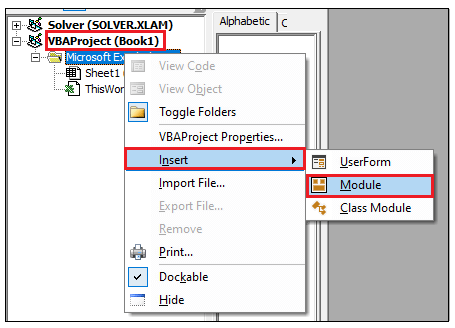 Solver (SOLVER.XLAM)
VBAProject (Book1)
Microsoft Ex
Sheet1 (
ThisWor
Alphabetic
C
View Code
View Object
Toggle Folders
VBAProject Properties...
Insert
Import File...
Export File...
Remove
Print...
Dockable
Hide
UserForm
Module
Class Module